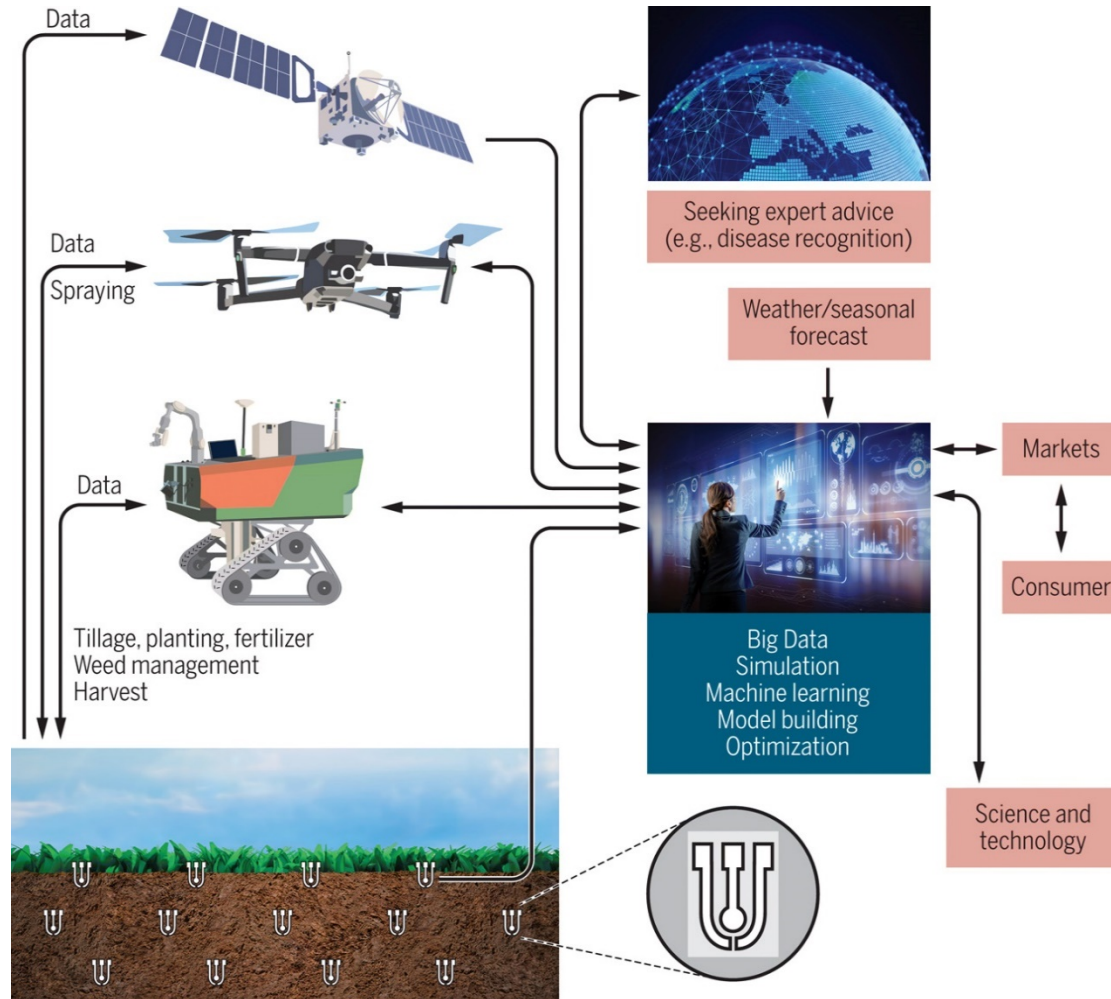 Data
Data
Spraying
Data
Tillage, planting, fertilizer
Weed management
Harvest
Seeking expert advice
(e.g., disease recognition)
Weather/seasonal
forecast
Markets
Consumer
Big Data
Simulation
Machine learning
Model building
Optimization
Science and
technology